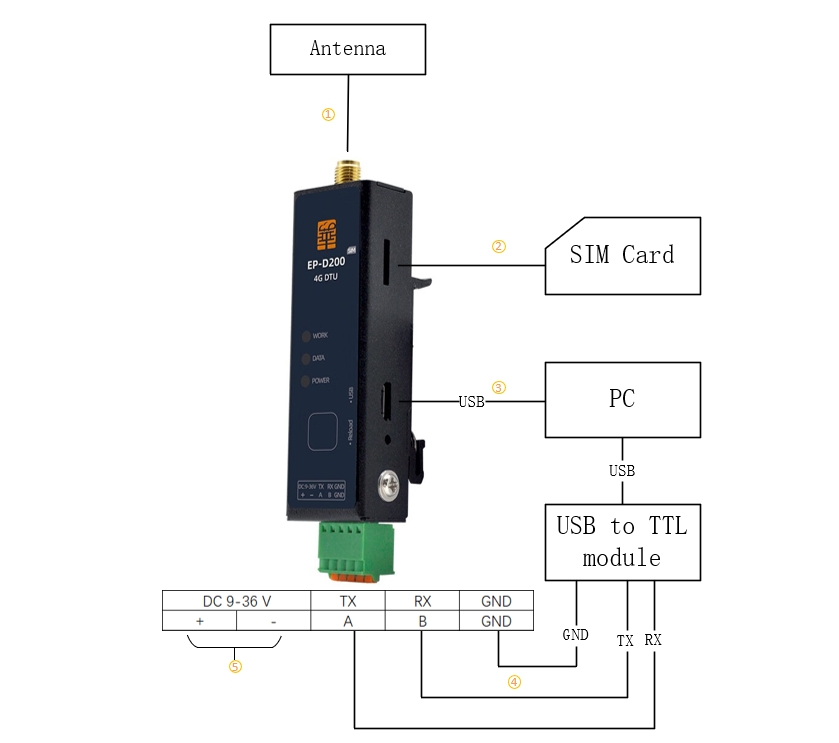 Antenna
①
②
SIM Card
SIM
EP-D200
4G DTU
WORK
DATA
POWER
• USB
• Reload
DC:9-36V TX RX GND
+ - A B GND
③
USB
PC
USB
USB to TTL
module
DC 9-36 V TX RX GND
+ - A B GND
GND
TX
RX
④
⑤